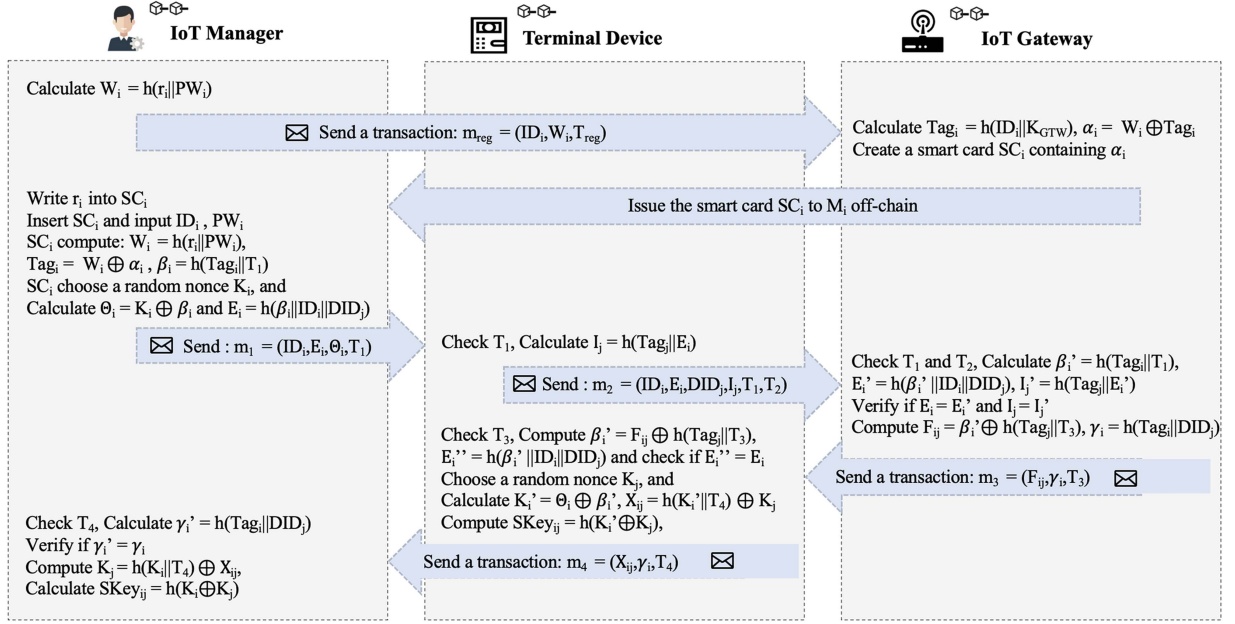 IoT Manager
Terminal Device
IoT Gateway
Calculate Wᵢ = h(rᵢ||PWᵢ)
Send a transaction: m_reg = (IDᵢ,Wᵢ,T_reg)
Calculate Tagᵢ = h(IDᵢ||K_GTW), αᵢ = Wᵢ ⊕Tagᵢ
Create a smart card SCᵢ containing αᵢ
Issue the smart card SCᵢ to Mᵢ off-chain
Write rᵢ into SCᵢ
Insert SCᵢ and input IDᵢ , PWᵢ
SCᵢ compute: Wᵢ = h(rᵢ||PWᵢ),
Tagᵢ = Wᵢ ⊕ αᵢ , βᵢ = h(Tagᵢ||T₁)
SCᵢ choose a random nonce Kᵢ, and
Calculate Θᵢ = Kᵢ ⊕ βᵢ and Eᵢ = h(βᵢ||IDᵢ||DIDⱼ)
Send : m₁ = (IDᵢ,Eᵢ,Θᵢ,T₁)
Check T₁, Calculate Iⱼ = h(Tagⱼ||Eᵢ)
Send : m₂ = (IDᵢ,Eᵢ,DIDⱼ,Iⱼ,T₁,T₂)
Check T₁ and T₂, Calculate βᵢ’ = h(Tagᵢ||T₁),
Eᵢ’ = h(βᵢ’ ||IDᵢ||DIDⱼ), Iⱼ’ = h(Tagⱼ||Eᵢ’)
Verify if Eᵢ = Eᵢ’ and Iⱼ = Iⱼ’
Compute Fᵢⱼ = βᵢ’⊕ h(Tagⱼ||T₃), γᵢ = h(Tagᵢ||DIDⱼ)
Send a transaction: m₃ = (Fᵢⱼ,γᵢ,T₃)
Check T₃, Compute βᵢ’ = Fᵢⱼ ⊕ h(Tagⱼ||T₃),
Eᵢ’’ = h(βᵢ’ ||IDᵢ||DIDⱼ) and check if Eᵢ’’ = Eᵢ
Choose a random nonce Kⱼ, and
Calculate Kᵢ’ = Θᵢ ⊕ βᵢ’, Xᵢⱼ = h(Kᵢ’||T₄) ⊕ Kⱼ
Compute SKeyᵢⱼ = h(Kᵢ’⊕Kⱼ),
Send a transaction: m₄ = (Xᵢⱼ,γᵢ,T₄)
Check T₄, Calculate γᵢ’ = h(Tagᵢ||DIDⱼ)
Verify if γᵢ’ = γᵢ
Compute Kⱼ = h(Kᵢ||T₄) ⊕ Xᵢⱼ,
Calculate SKeyᵢⱼ = h(Kᵢ⊕Kⱼ)